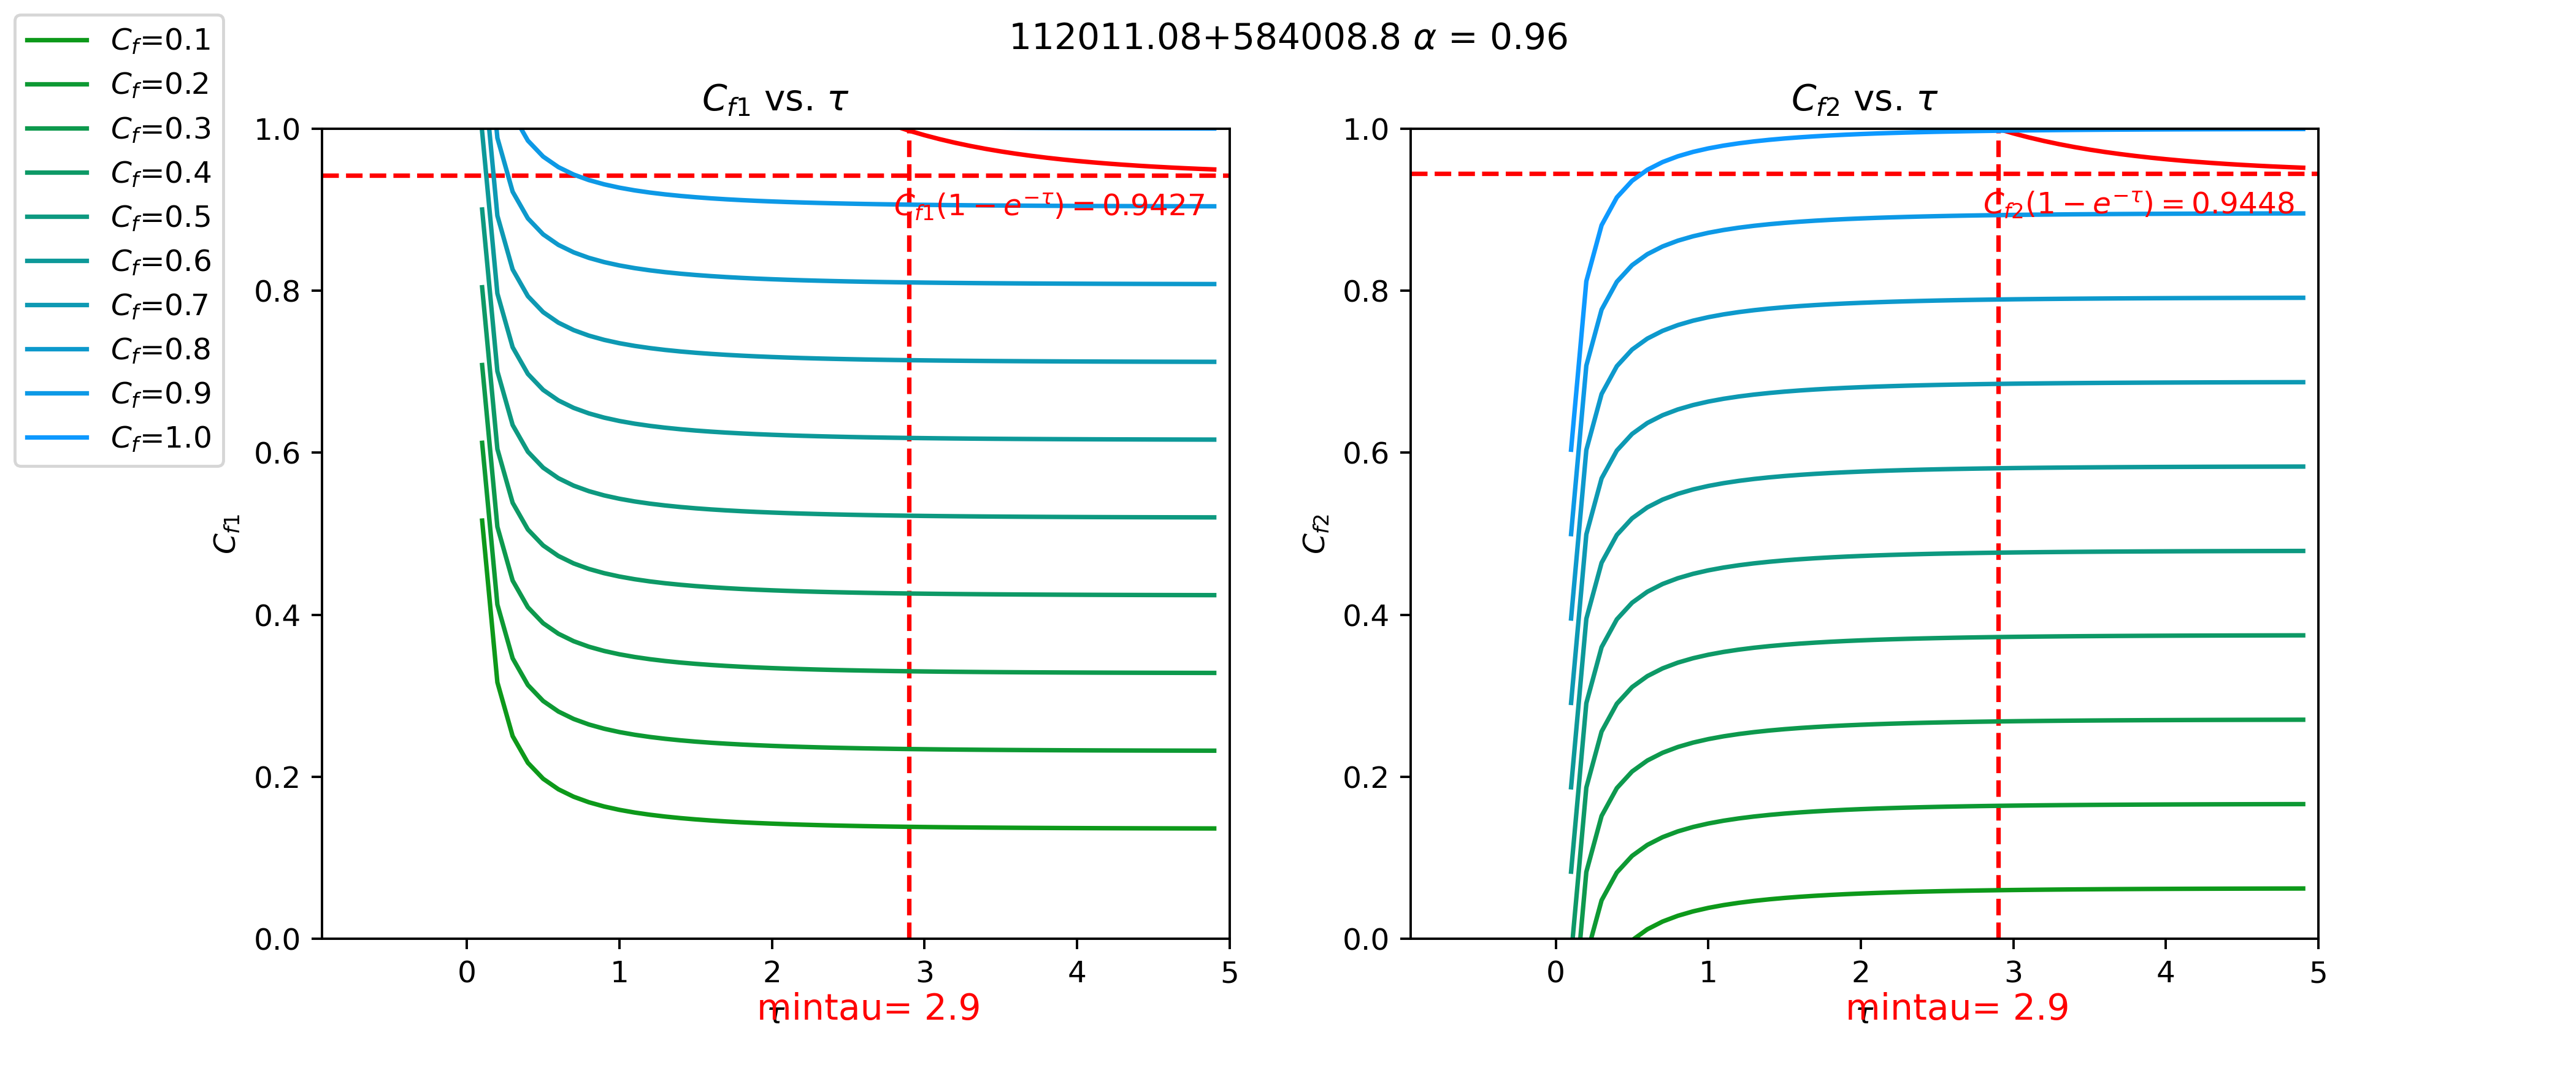 112011.08+584008.8 α = 0.96
C_f=0.1
C_f=0.2
C_f=0.3
C_f=0.4
C_f=0.5
C_f=0.6
C_f=0.7
C_f=0.8
C_f=0.9
C_f=1.0
C_f1 vs. τ
1.0
0.8
0.6
0.4
0.2
0.0
C_f1
C_f1(1 − e^−τ) = 0.9427
0 1 2 3 4 5
τ
mintau= 2.9
C_f2 vs. τ
1.0
0.8
0.6
0.4
0.2
0.0
C_f2
C_f2(1 − e^−τ) = 0.9448
0 1 2 3 4 5
τ
mintau= 2.9